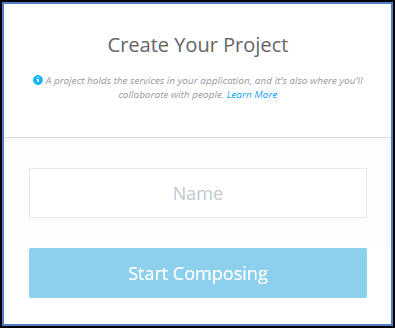 Create Your Project
A project holds the services in your application, and it's also where you'll
collaborate with people. Learn More
Name
Start Composing